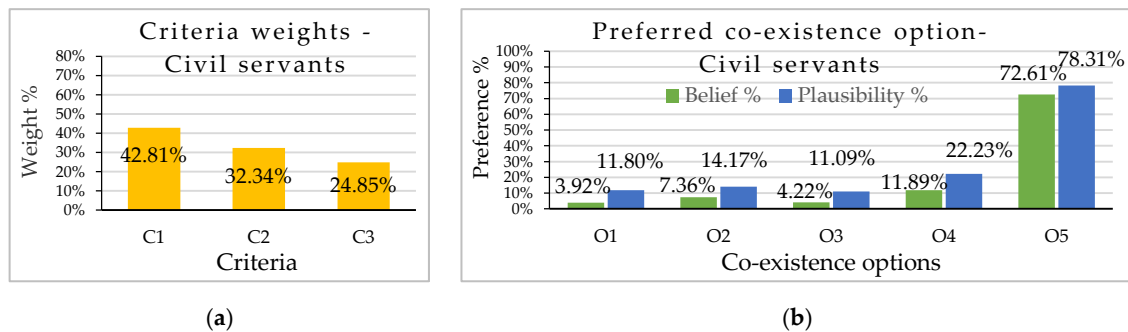 Criteria weights -
Civil servants
Weight %
80%
70%
60%
50%
40%
30%
20%
10%
0%
42.81%
32.34%
24.85%
C1 C2 C3
Criteria
(a)
Preferred co-existence option-
Civil servants
Belief % Plausibility %
Preference %
100%
90%
80%
70%
60%
50%
40%
30%
20%
10%
0%
3.92%
11.80%
7.36%
14.17%
4.22%
11.09%
11.89%
22.23%
72.61%
78.31%
O1 O2 O3 O4 O5
Co-existence options
(b)